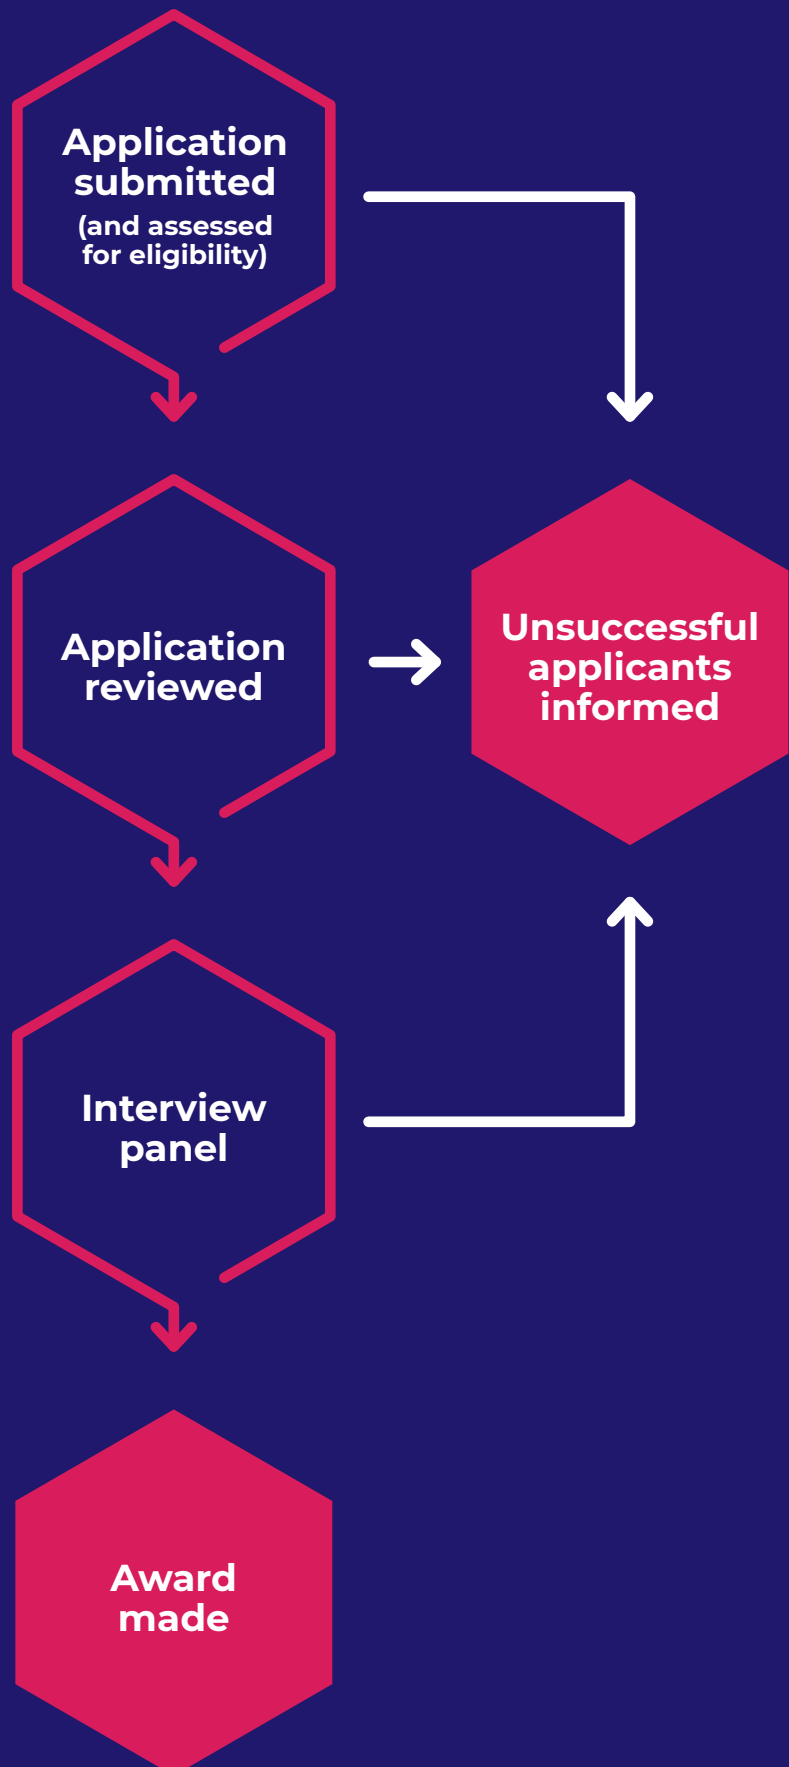 Application
submitted
(and assessed
for eligibility)
Application
reviewed
Unsuccessful
applicants
informed
Interview
panel
Award
made